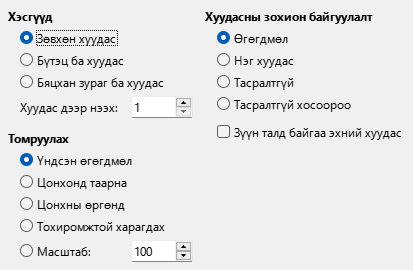 Хэсгүүд
Зөвхөн хуудас
Бүтэц ба хуудас
Бяцхан зураг ба хуудас
Хуудас дээр нээх: 1
Томруулах
Үндсэн өгөгдмөл
Цонхонд таарна
Цонхны өргөнд
Тохиромжтой харагдах
Масштаб: 100
Хуудасны зохион байгуулалт
Өгөгдмөл
Нэг хуудас
Тасралтгүй
Тасралтгүй хосоороо
Зүүн талд байгаа эхний хуудас